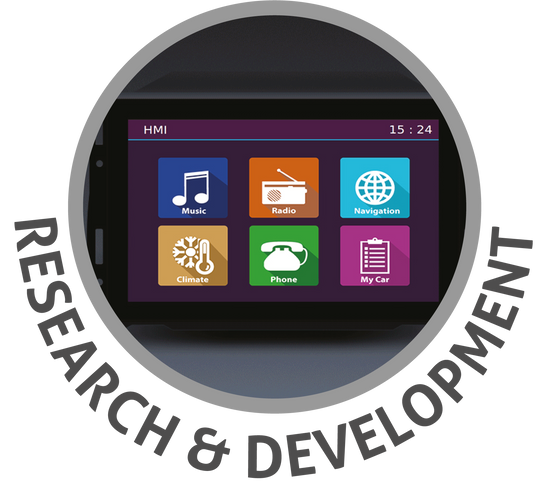 HMI 15 : 24
Music Radio Navigation
Climate Phone My Car
RESEARCH & DEVELOPMENT